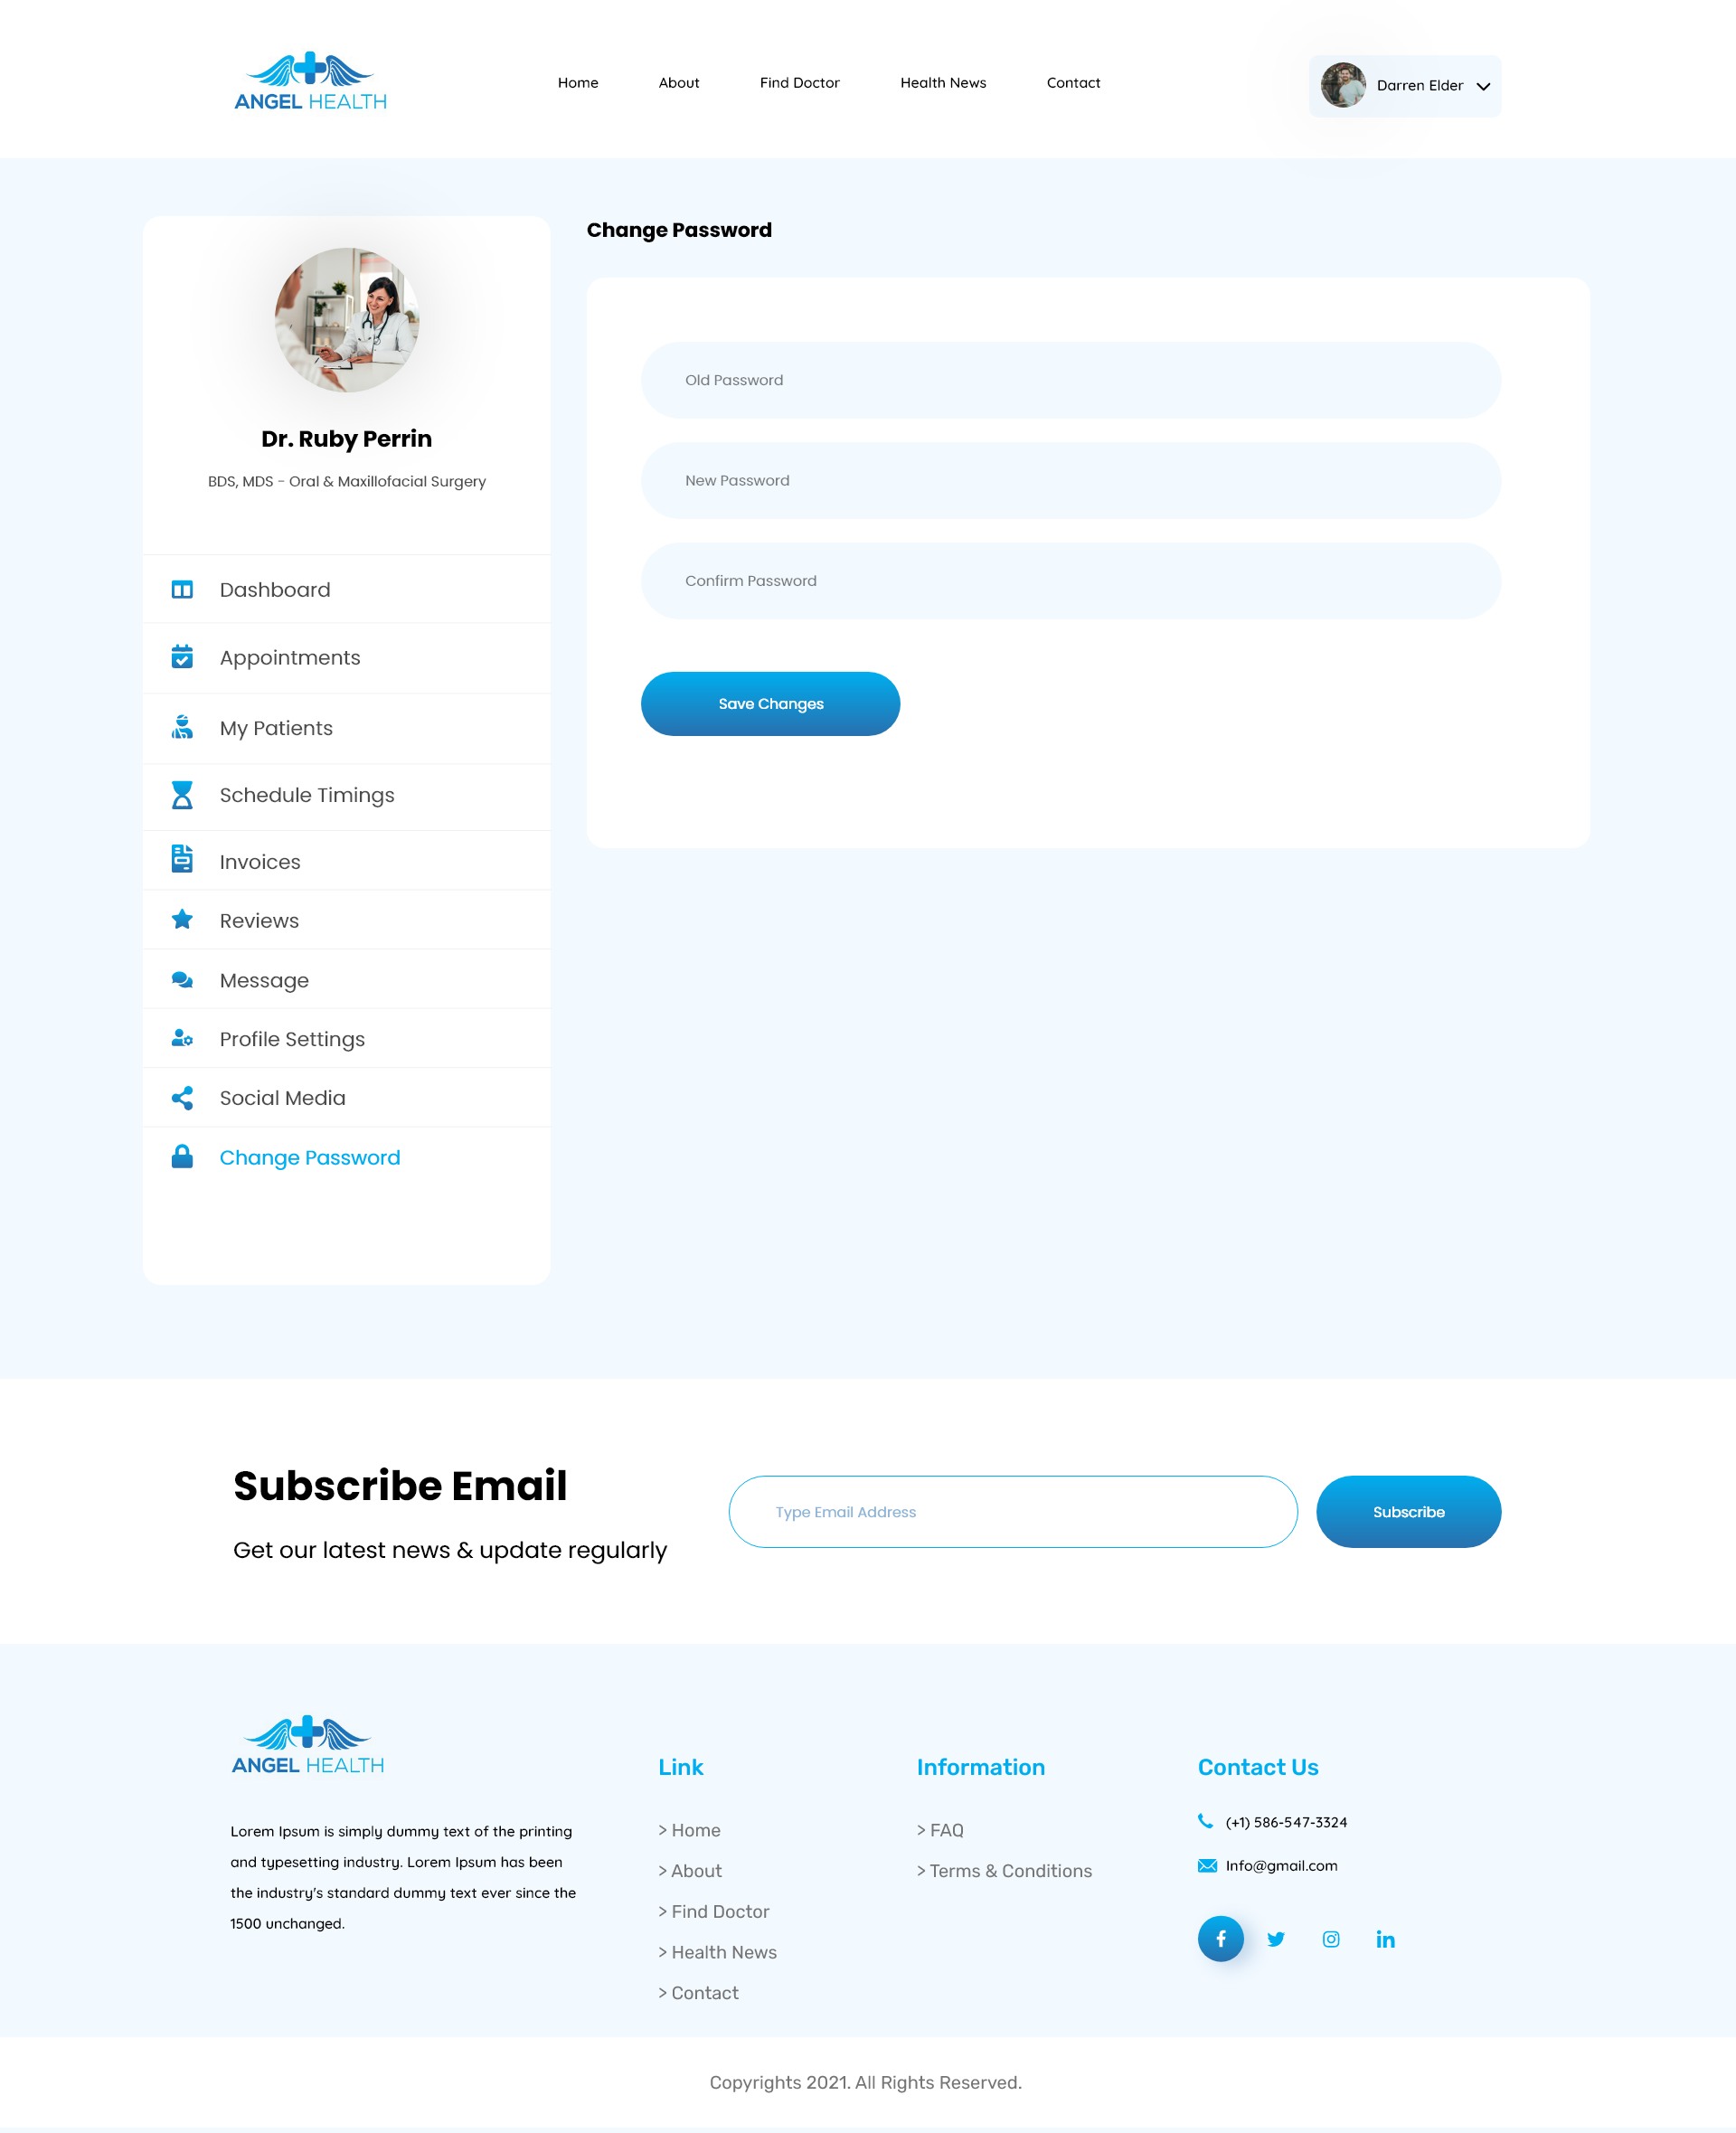 ANGEL HEALTH
Home
About
Find Doctor
Health News
Contact
Darren Elder
Dr. Ruby Perrin
BDS, MDS - Oral & Maxillofacial Surgery
Dashboard
Appointments
My Patients
Schedule Timings
Invoices
Reviews
Message
Profile Settings
Social Media
Change Password
Change Password
Old Password
New Password
Confirm Password
Save Changes
Subscribe Email
Get our latest news & update regularly
Type Email Address
Subscribe
ANGEL HEALTH
Lorem Ipsum is simply dummy text of the printing
and typesetting industry. Lorem Ipsum has been
the industry's standard dummy text ever since the
1500 unchanged.
Link
> Home
> About
> Find Doctor
> Health News
> Contact
Information
> FAQ
> Terms & Conditions
Contact Us
(+1) 586-547-3324
Info@gmail.com
Copyrights 2021. All Rights Reserved.